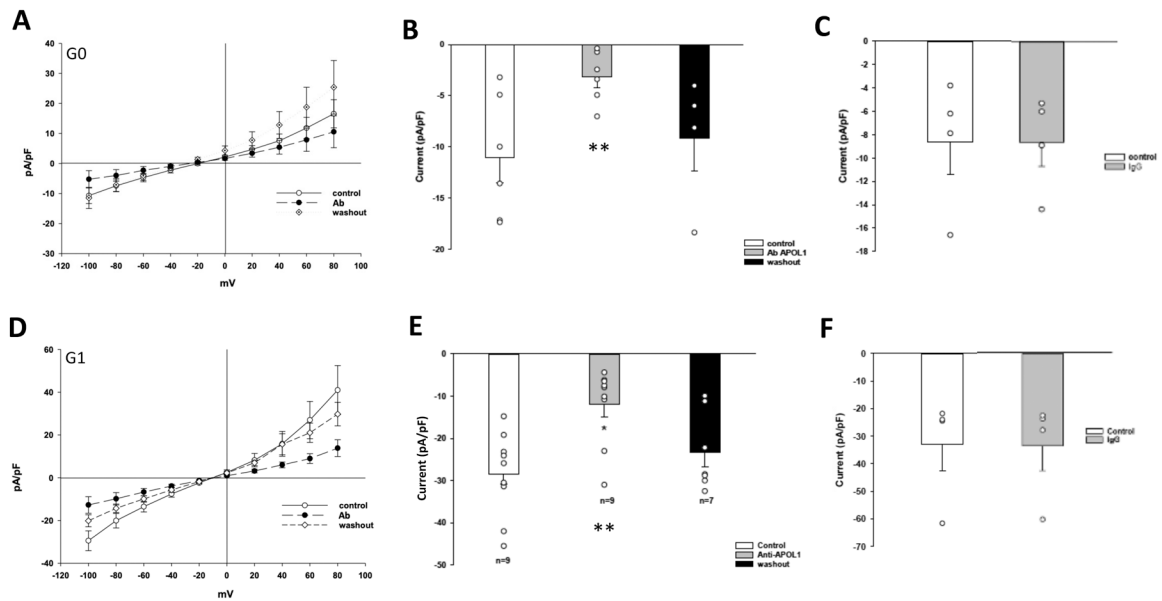 A
G0
40
30
20
10
0
-10
-20
-30
-120 -100 -80 -60 -40 -20 0 20 40 60 80 100
pA/pF
mV
control
Ab
washout
B
0
-5
-10
-15
-20
Current (pA/pF)
**
control
Ab APOL1
washout
C
0
-2
-4
-6
-8
-10
-12
-14
-16
-18
Current (pA/pF)
control
IgG
D
G1
60
40
20
0
-20
-40
-120 -100 -80 -60 -40 -20 0 20 40 60 80 100
pA/pF
mV
control
Ab
washout
E
0
-10
-20
-30
-40
-50
Current (pA/pF)
*
n=9
n=7
**
n=9
Control
Anti-APOL1
washout
F
0
-10
-20
-30
-40
-50
-60
-70
Current (pA/pF)
Control
IgG